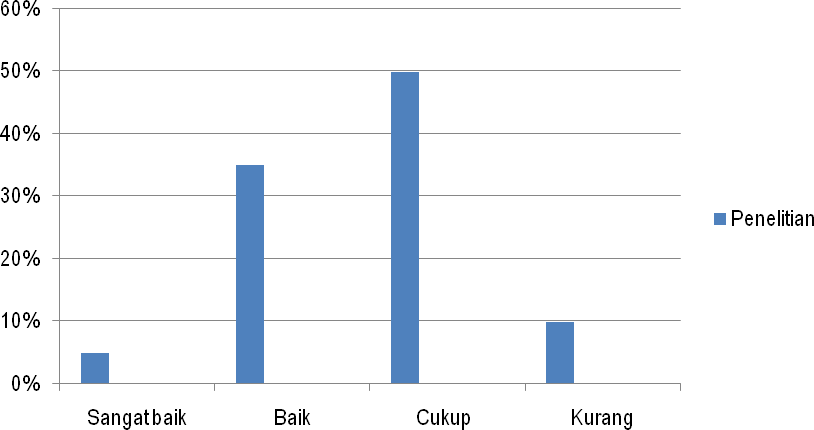 60%
50%
40%
30%
20%
10%
0%
Sangat baik
Baik
Cukup
Kurang
Penelitian